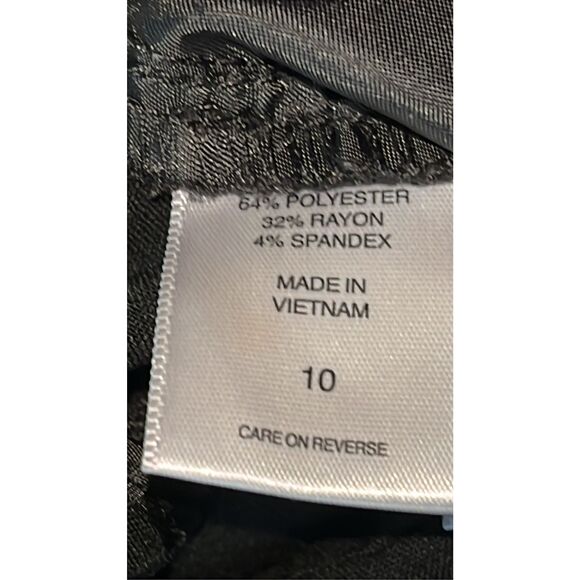 64% POLYESTER
32% RAYON
4% SPANDEX
MADE IN
VIETNAM
10
CARE ON REVERSE